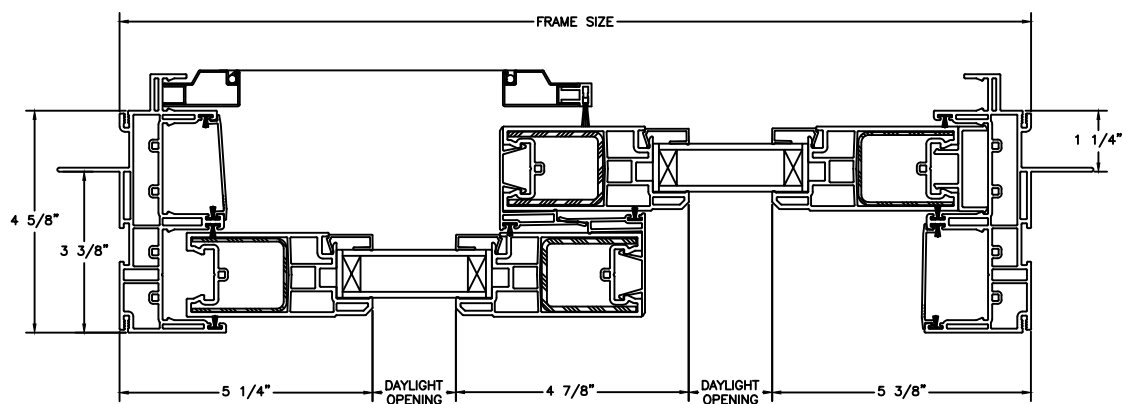 FRAME SIZE
1 1/4”
4 5/8”
3 3/8”
5 1/4”
DAYLIGHT
OPENING
4 7/8”
DAYLIGHT
OPENING
5 3/8”